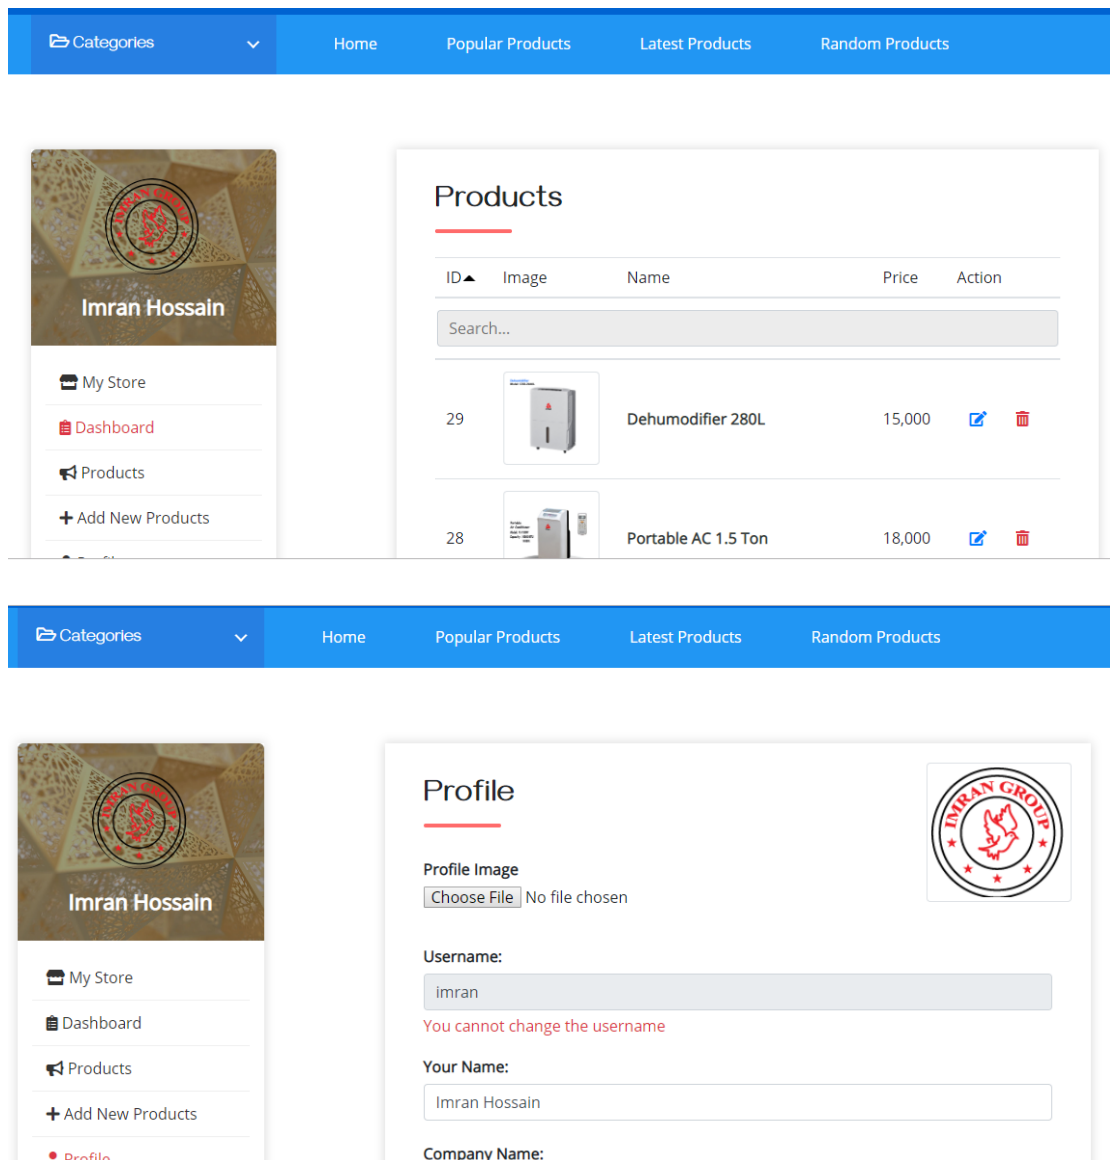 Categories Home Popular Products Latest Products Random Products
IMRAN GROUP
Imran Hossain
My Store
Dashboard
Products
+ Add New Products
Products
ID Image Name Price Action
Search...
29 Dehumodifier 280L 15,000
28 Portable AC 1.5 Ton 18,000
Categories Home Popular Products Latest Products Random Products
IMRAN GROUP
Imran Hossain
My Store
Dashboard
Products
+ Add New Products
Profile
Profile
IMRAN GROUP
Profile Image
Choose File No file chosen
Username:
imran
You cannot change the username
Your Name:
Imran Hossain
Company Name: